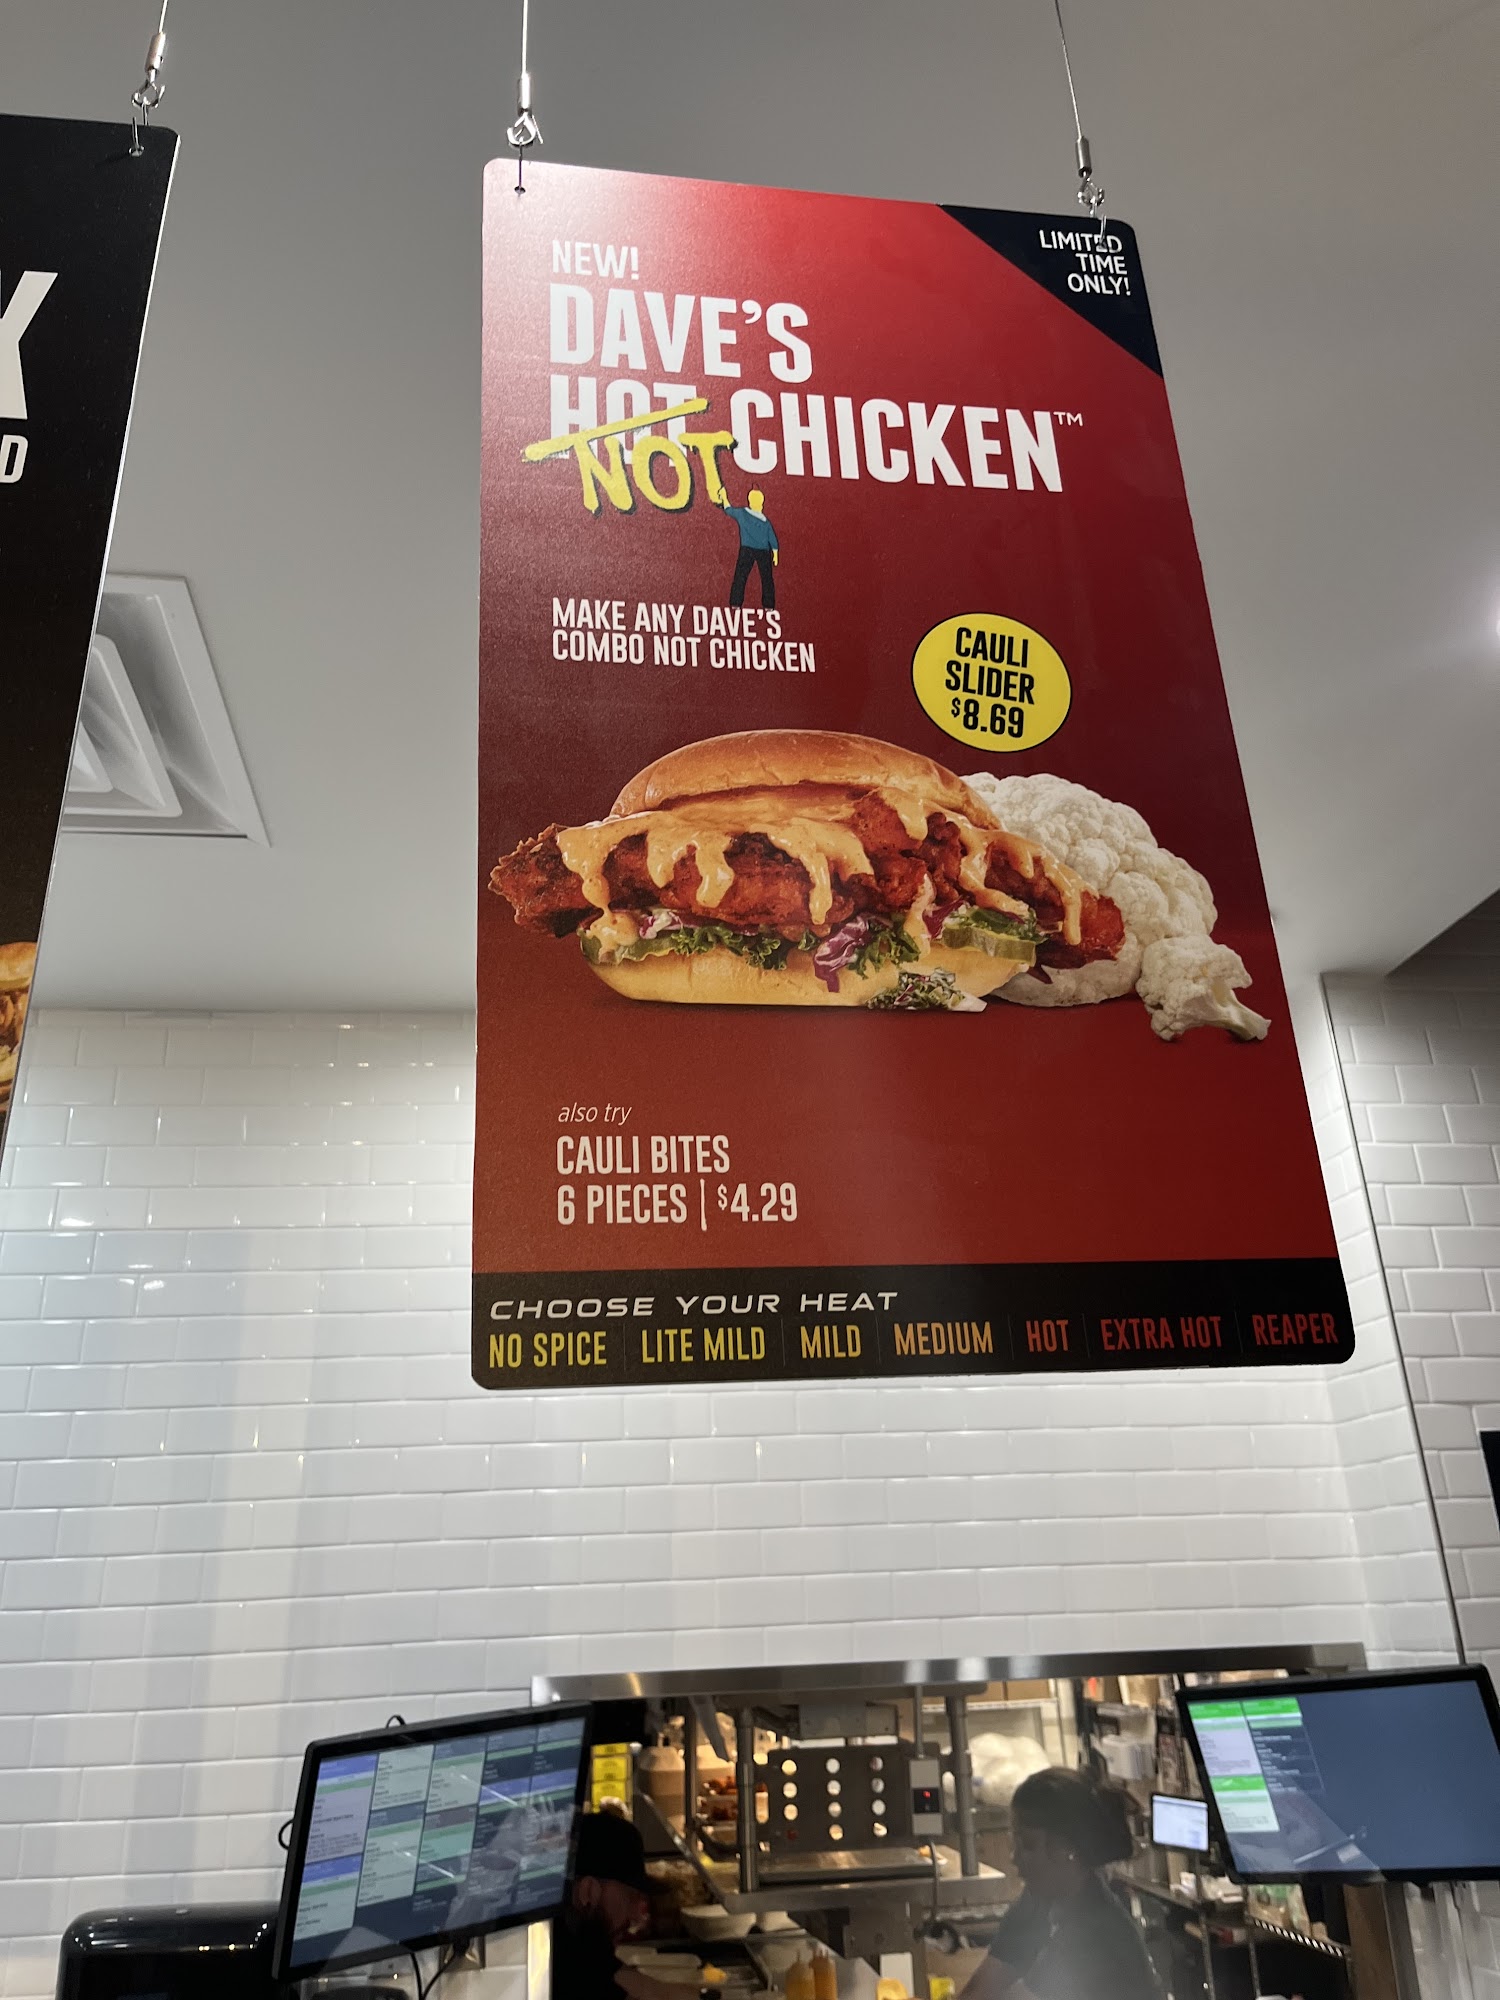 NEW!
DAVE'S
HOT CHICKEN™
NOT
LIMITED
TIME
ONLY!
MAKE ANY DAVE'S
COMBO NOT CHICKEN
CAULI
SLIDER
$8.69
also try
CAULI BITES
6 PIECES | $4.29
CHOOSE YOUR HEAT
NO SPICE | LITE MILD | MILD | MEDIUM | HOT | EXTRA HOT | REAPER
D